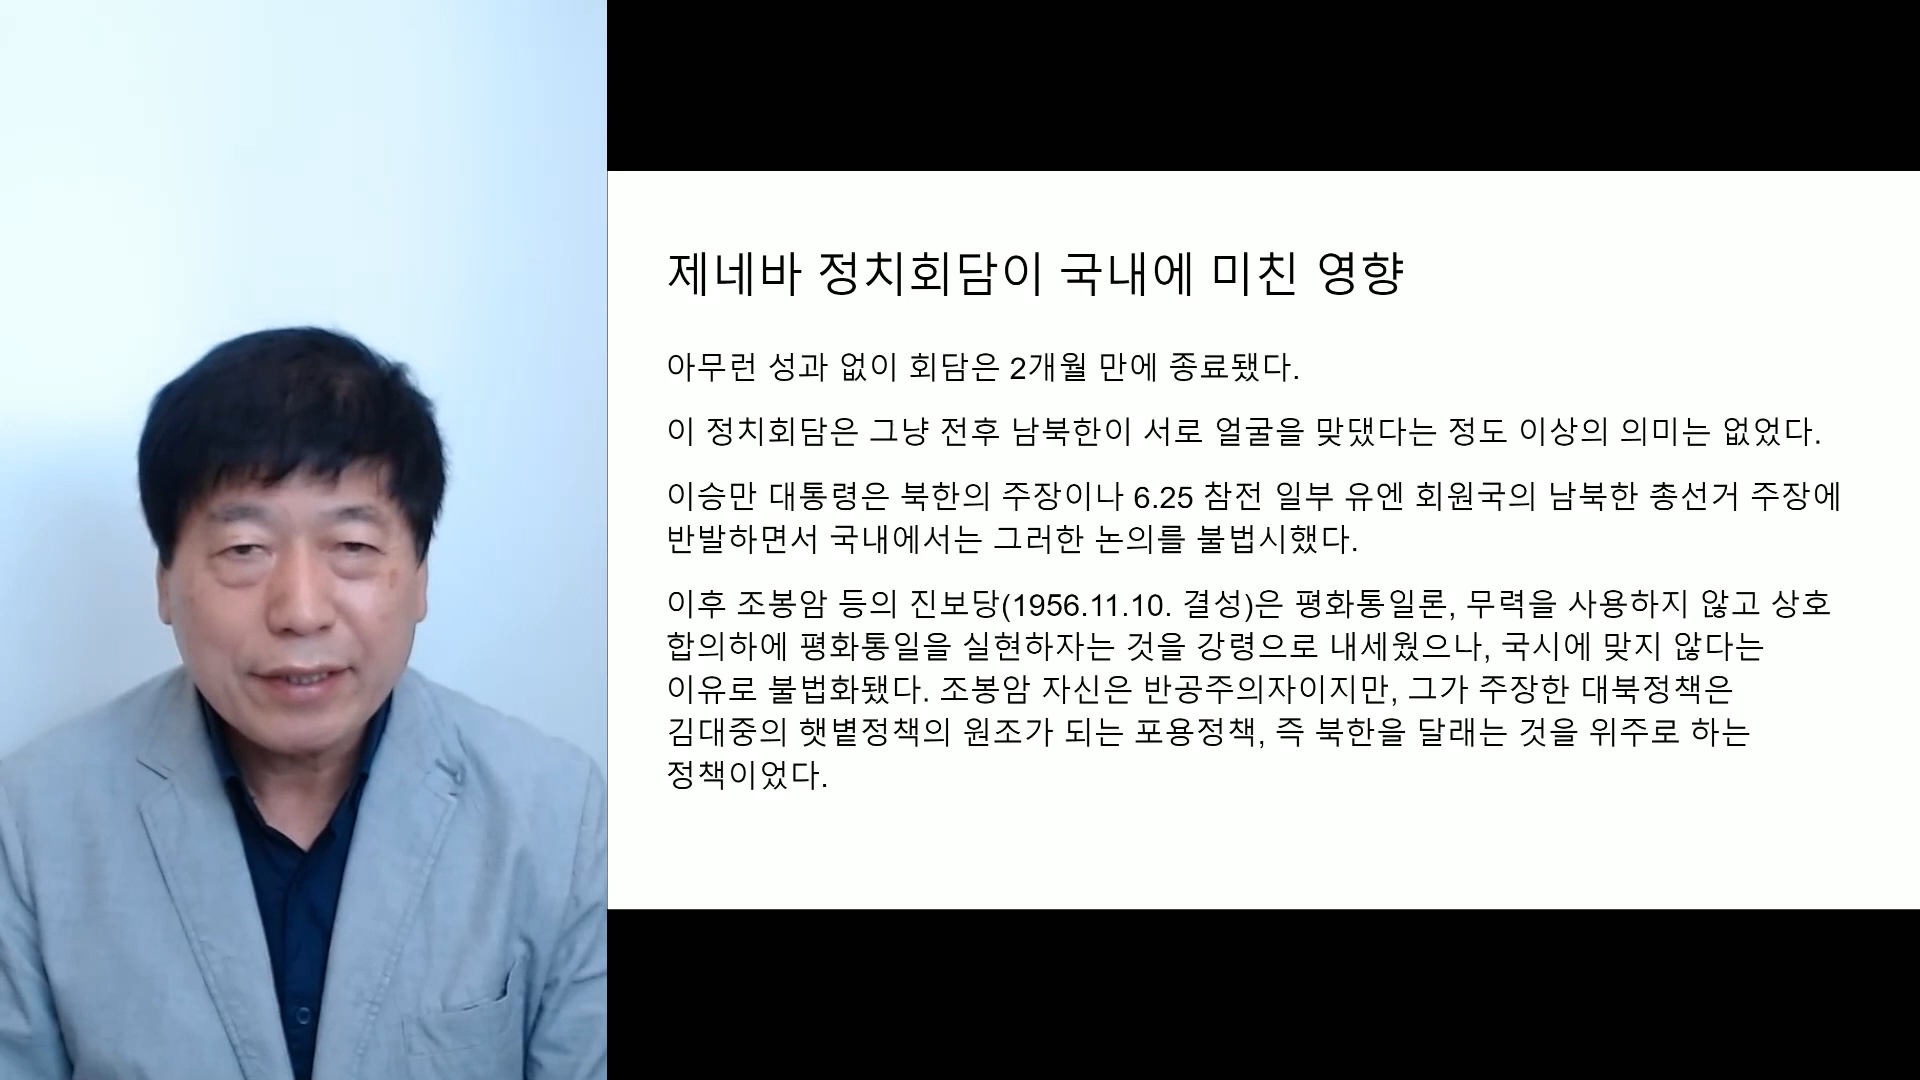 제네바 정치회담이 국내에 미친 영향
아무런 성과 없이 회담은 2개월 만에 종료됐다.
이 정치회담은 그냥 전후 남북한이 서로 얼굴을 맞댔다는 정도 이상의 의미는 없었다.
이승만 대통령은 북한의 주장이나 6.25 참전 일부 유엔 회원국의 남북한 총선거 주장에
반발하면서 국내에서는 그러한 논의를 불법시했다.
이후 조봉암 등의 진보당(1956.11.10. 결성)은 평화통일론, 무력을 사용하지 않고 상호
합의하에 평화통일을 실현하자는 것을 강령으로 내세웠으나, 국시에 맞지 않다는
이유로 불법화됐다. 조봉암 자신은 반공주의자이지만, 그가 주장한 대북정책은
김대중의 햇볕정책의 원조가 되는 포용정책, 즉 북한을 달래는 것을 위주로 하는
정책이었다.